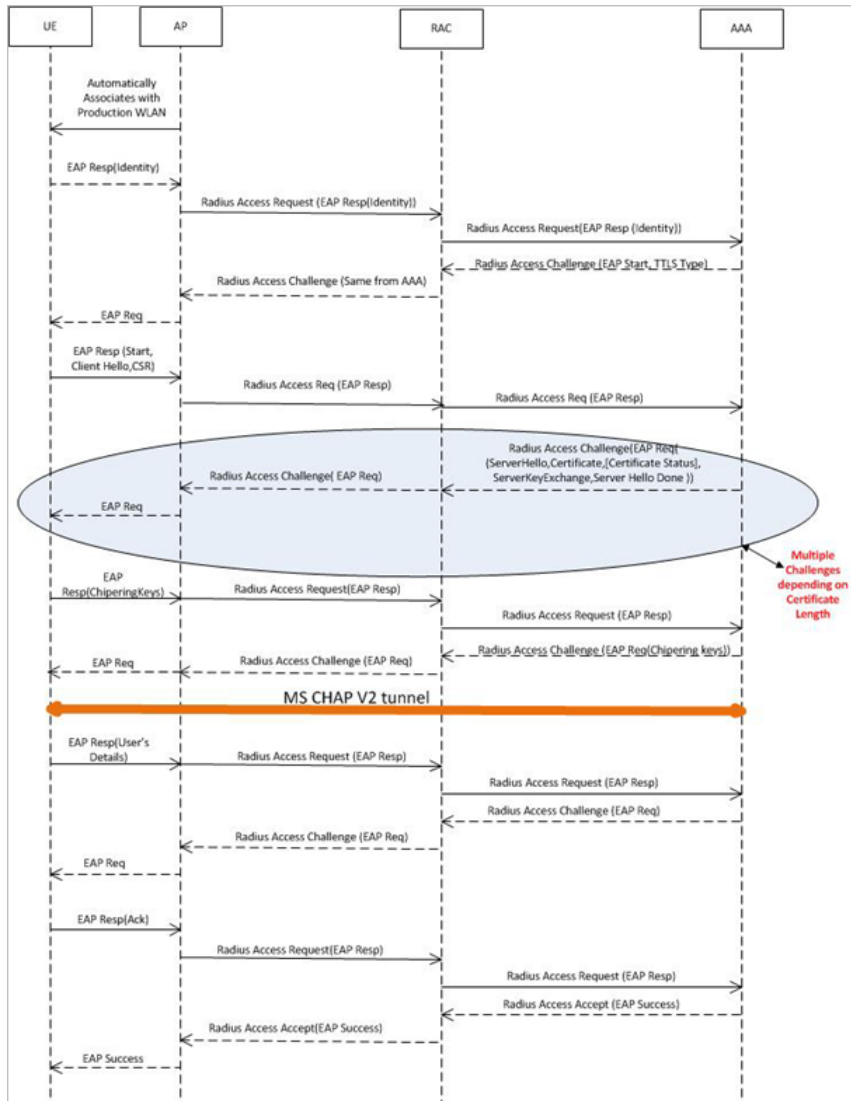 UE
AP
RAC
AAA
Automatically
Associates with
Production WLAN
EAP Resp(Identity)
Radius Access Request (EAP Resp(Identity))
Radius Access Request(EAP Resp (Identity))
Radius Access Challenge (EAP Start, TTLS Type)
Radius Access Challenge (Same from AAA)
EAP Req
EAP Resp (Start,
Client Hello,CSR)
Radius Access Req (EAP Resp)
Radius Access Req (EAP Resp)
Radius Access Challenge(EAP Req(
(ServerHello,Certificate,[Certificate Status],
ServerKeyExchange,Server Hello Done ))
Radius Access Challenge( EAP Req)
EAP Req
Multiple
Challenges
depending on
Certificate
Length
EAP
Resp(ChiperingKeys)
Radius Access Request(EAP Resp)
Radius Access Request (EAP Resp)
Radius Access Challenge (EAP Req(Chipering keys))
Radius Access Challenge (EAP Req)
EAP Req
MS CHAP V2 tunnel
EAP Resp(User's
Details)
Radius Access Request (EAP Resp)
Radius Access Request (EAP Resp)
Radius Access Challenge (EAP Req)
Radius Access Challenge (EAP Req)
EAP Req
EAP Resp(Ack)
Radius Access Request(EAP Resp)
Radius Access Request (EAP Resp)
Radius Access Accept (EAP Success)
Radius Access Accept(EAP Success)
EAP Success